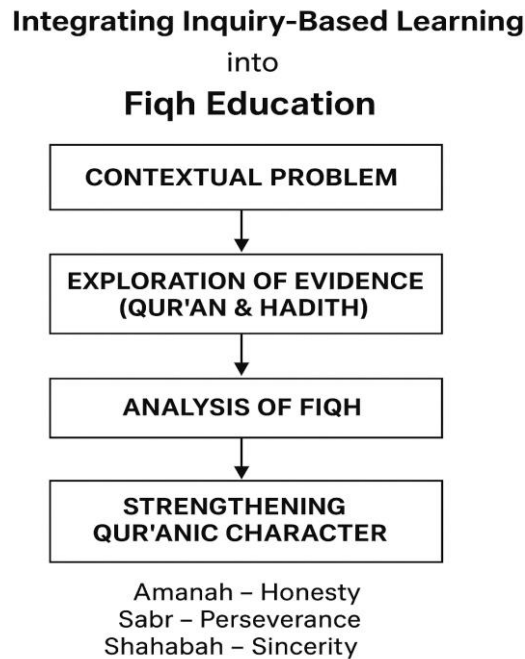 Integrating Inquiry-Based Learning
into
Fiqh Education
CONTEXTUAL PROBLEM
EXPLORATION OF EVIDENCE
(QUR'AN & HADITH)
ANALYSIS OF FIQH
STRENGTHENING
QUR'ANIC CHARACTER
Amanah – Honesty
Sabr – Perseverance
Shahabah – Sincerity